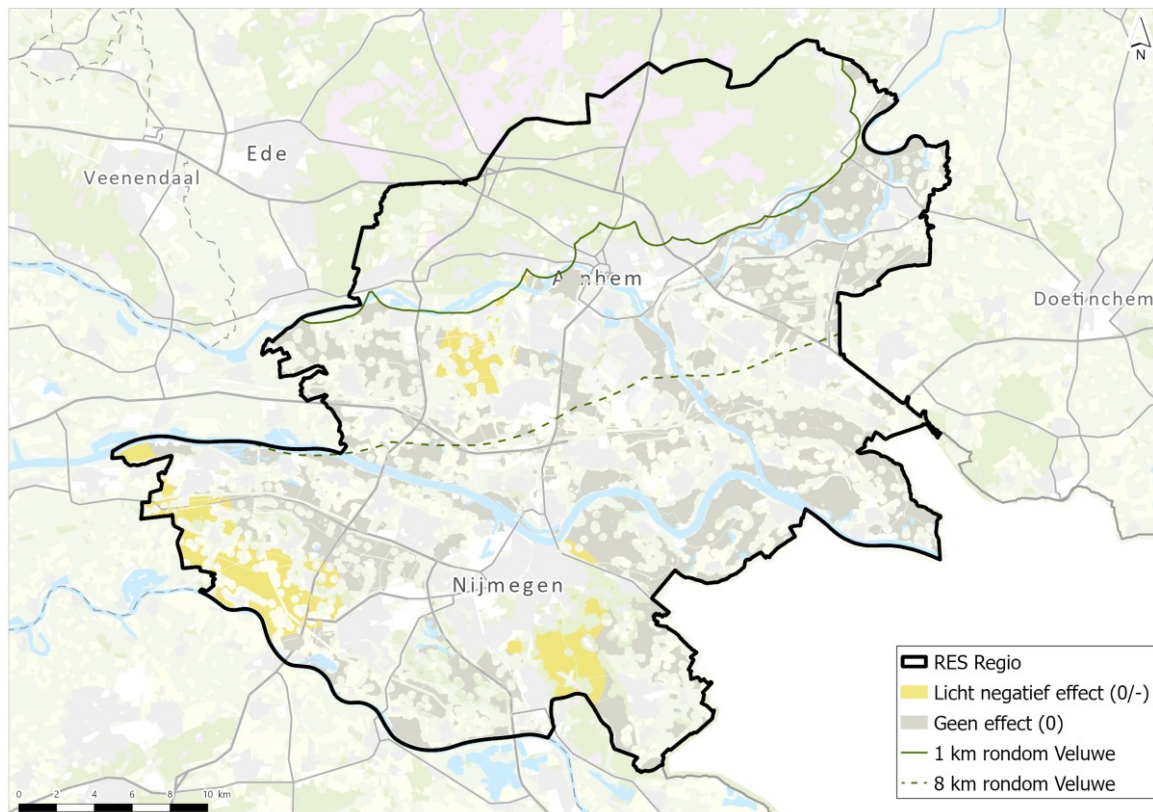 N
Ede
Veenendaal
Arnhem
Doetinchem
Nijmegen
RES Regio
Licht negatief effect (0/-)
Geen effect (0)
1 km rondom Veluwe
8 km rondom Veluwe
0 2 4 6 8 10 km